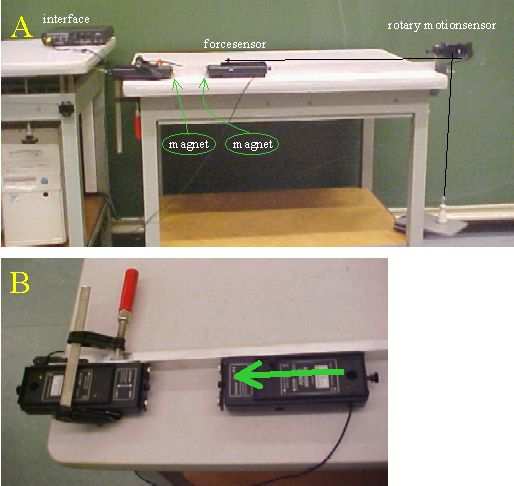 A
interface
forcesensor
rotary motionsensor
magnet
magnet
B